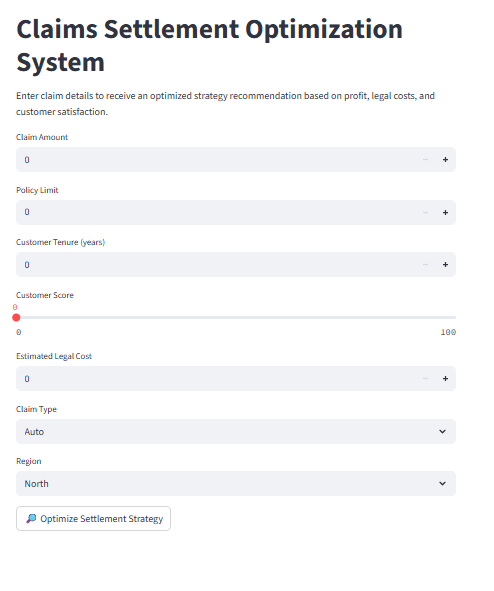 Claims Settlement Optimization
System
Enter claim details to receive an optimized strategy recommendation based on profit, legal costs, and
customer satisfaction.
Claim Amount
0
Policy Limit
0
Customer Tenure (years)
0
Customer Score
0
0 100
Estimated Legal Cost
0
Claim Type
Auto
Region
North
🔎 Optimize Settlement Strategy